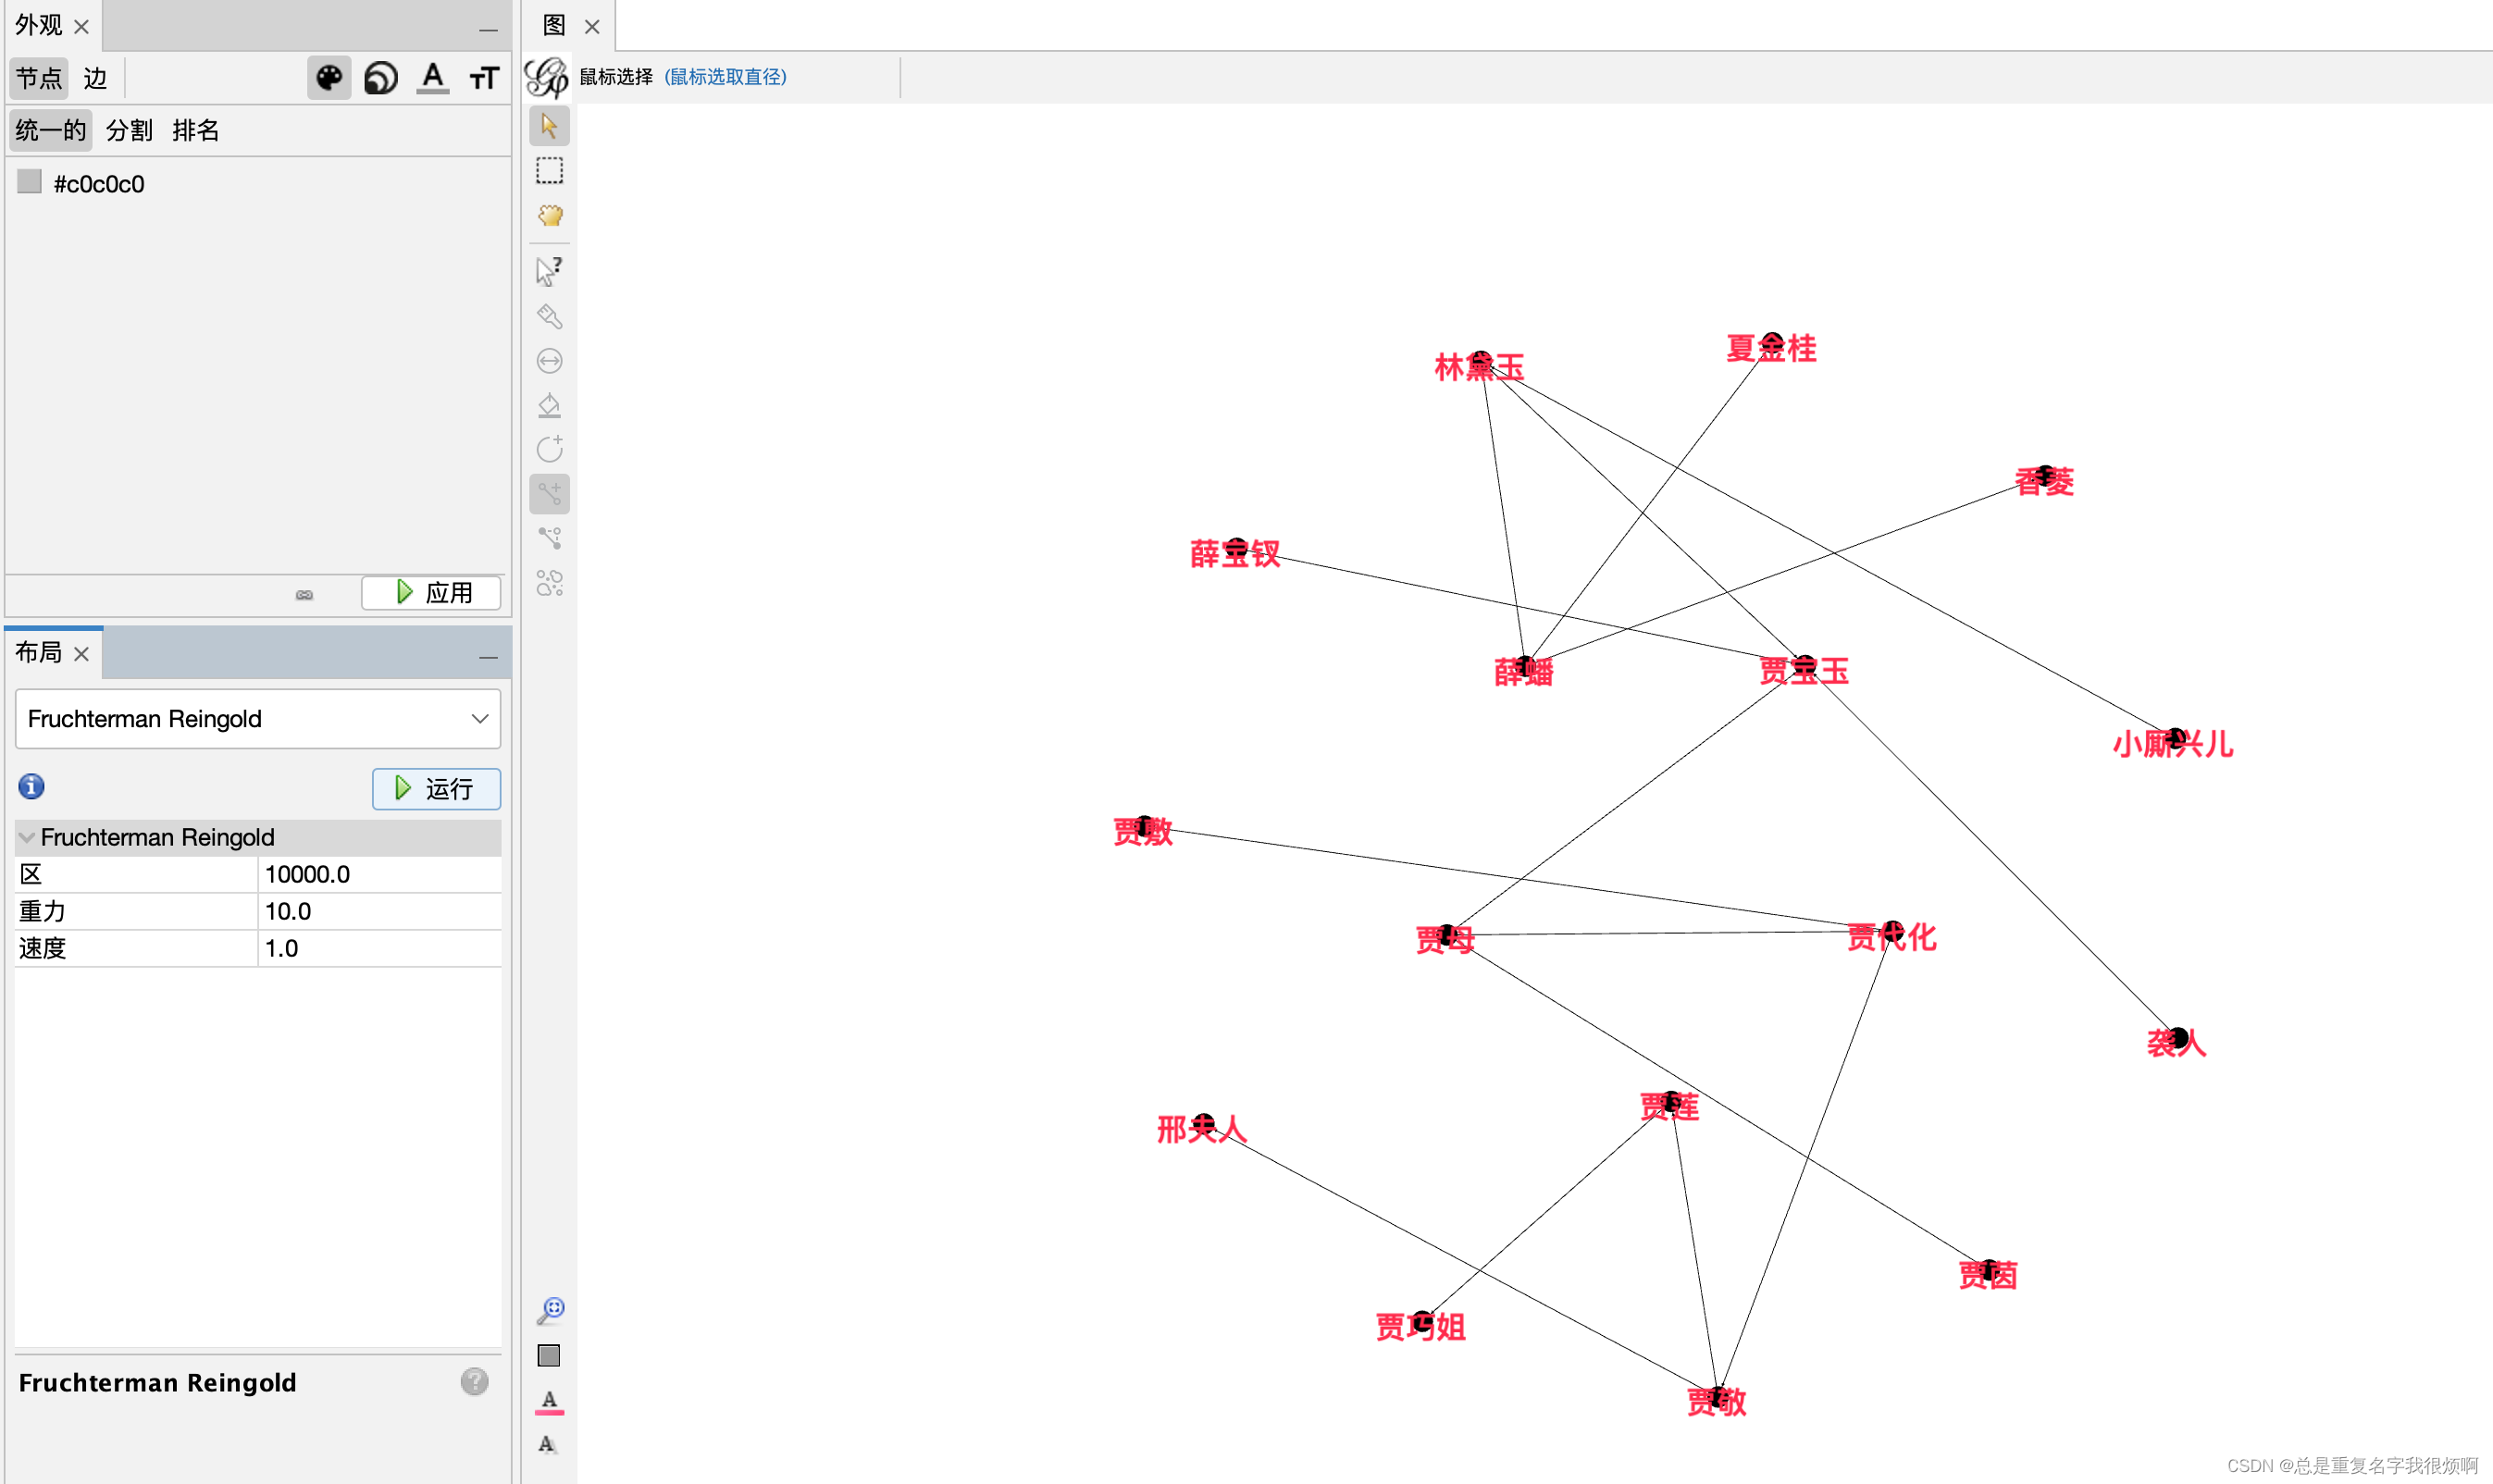 外观
节点 边
统一的 分割 排名
#c0c0c0
应用
布局
Fruchterman Reingold
运行
Fruchterman Reingold
区 10000.0
重力 10.0
速度 1.0
Fruchterman Reingold
图
鼠标选择 (鼠标选取直径)
林黛玉
夏金桂
香菱
薛宝钗
薛蟠
贾宝玉
小厮兴儿
贾敷
贾母
贾代化
袭人
贾莲
邢夫人
贾茵
贾巧姐
贾敬
CSDN @总是重复名字我很烦啊